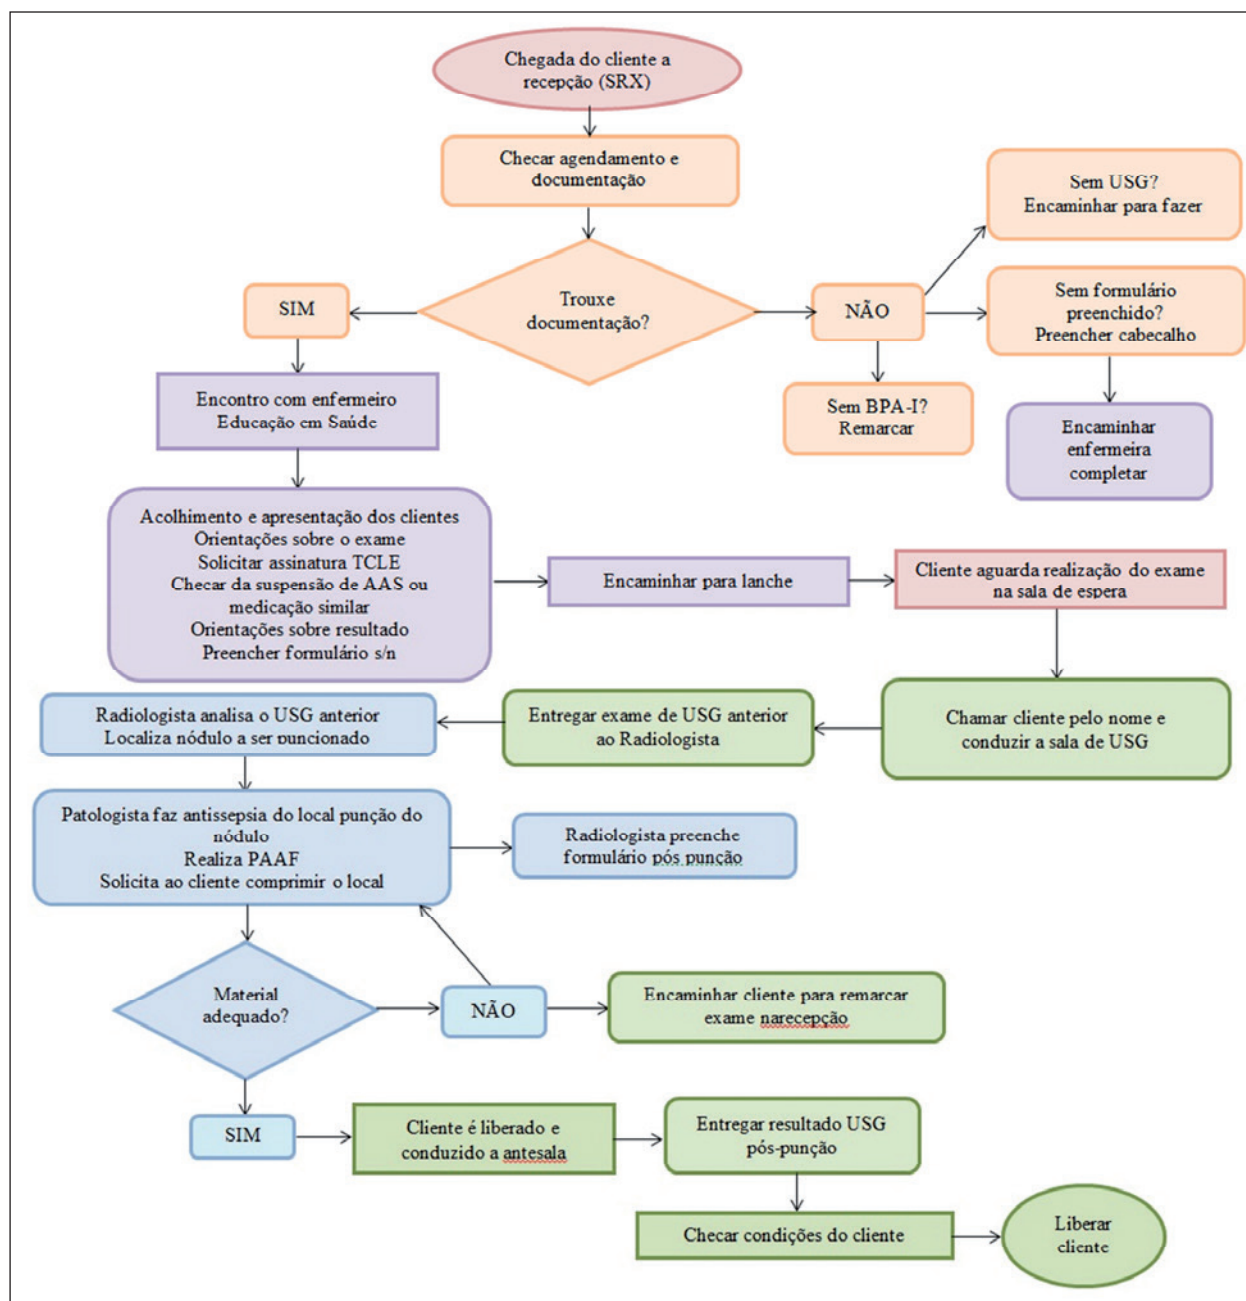 Chegada do cliente a
recepção (SRX)
Checar agendamento e
documentação
Sem USG?
Encaminhar para fazer
SIM
Trouxe
documentação?
NÃO
Sem formulário
preenchido?
Preencher cabecalho
Encontro com enfermeiro
Educação em Saúde
Sem BPA-I?
Remarcar
Encaminhar
enfermeira
completar
Acolhimento e apresentação dos clientes
Orientações sobre o exame
Solicitar assinatura TCLE
Checar da suspensão de AAS ou
medicação similar
Orientações sobre resultado
Preencher formulário s/n
Encaminhar para lanche
Cliente aguarda realização do exame
na sala de espera
Radiologista analisa o USG anterior
Localiza nódulo a ser puncionado
Entregar exame de USG anterior
ao Radiologista
Chamar cliente pelo nome e
conduzir a sala de USG
Patologista faz antissepsia do local punção do
nódulo
Realiza PAAF
Solicita ao cliente comprimir o local
Radiologista preenche
formulário pós punção
Material
adequado?
NÃO
Encaminhar cliente para remarcar
exame narecepção
SIM
Cliente é liberado e
conduzido a antesala
Entregar resultado USG
pós-punção
Checar condições do cliente
Liberar
cliente